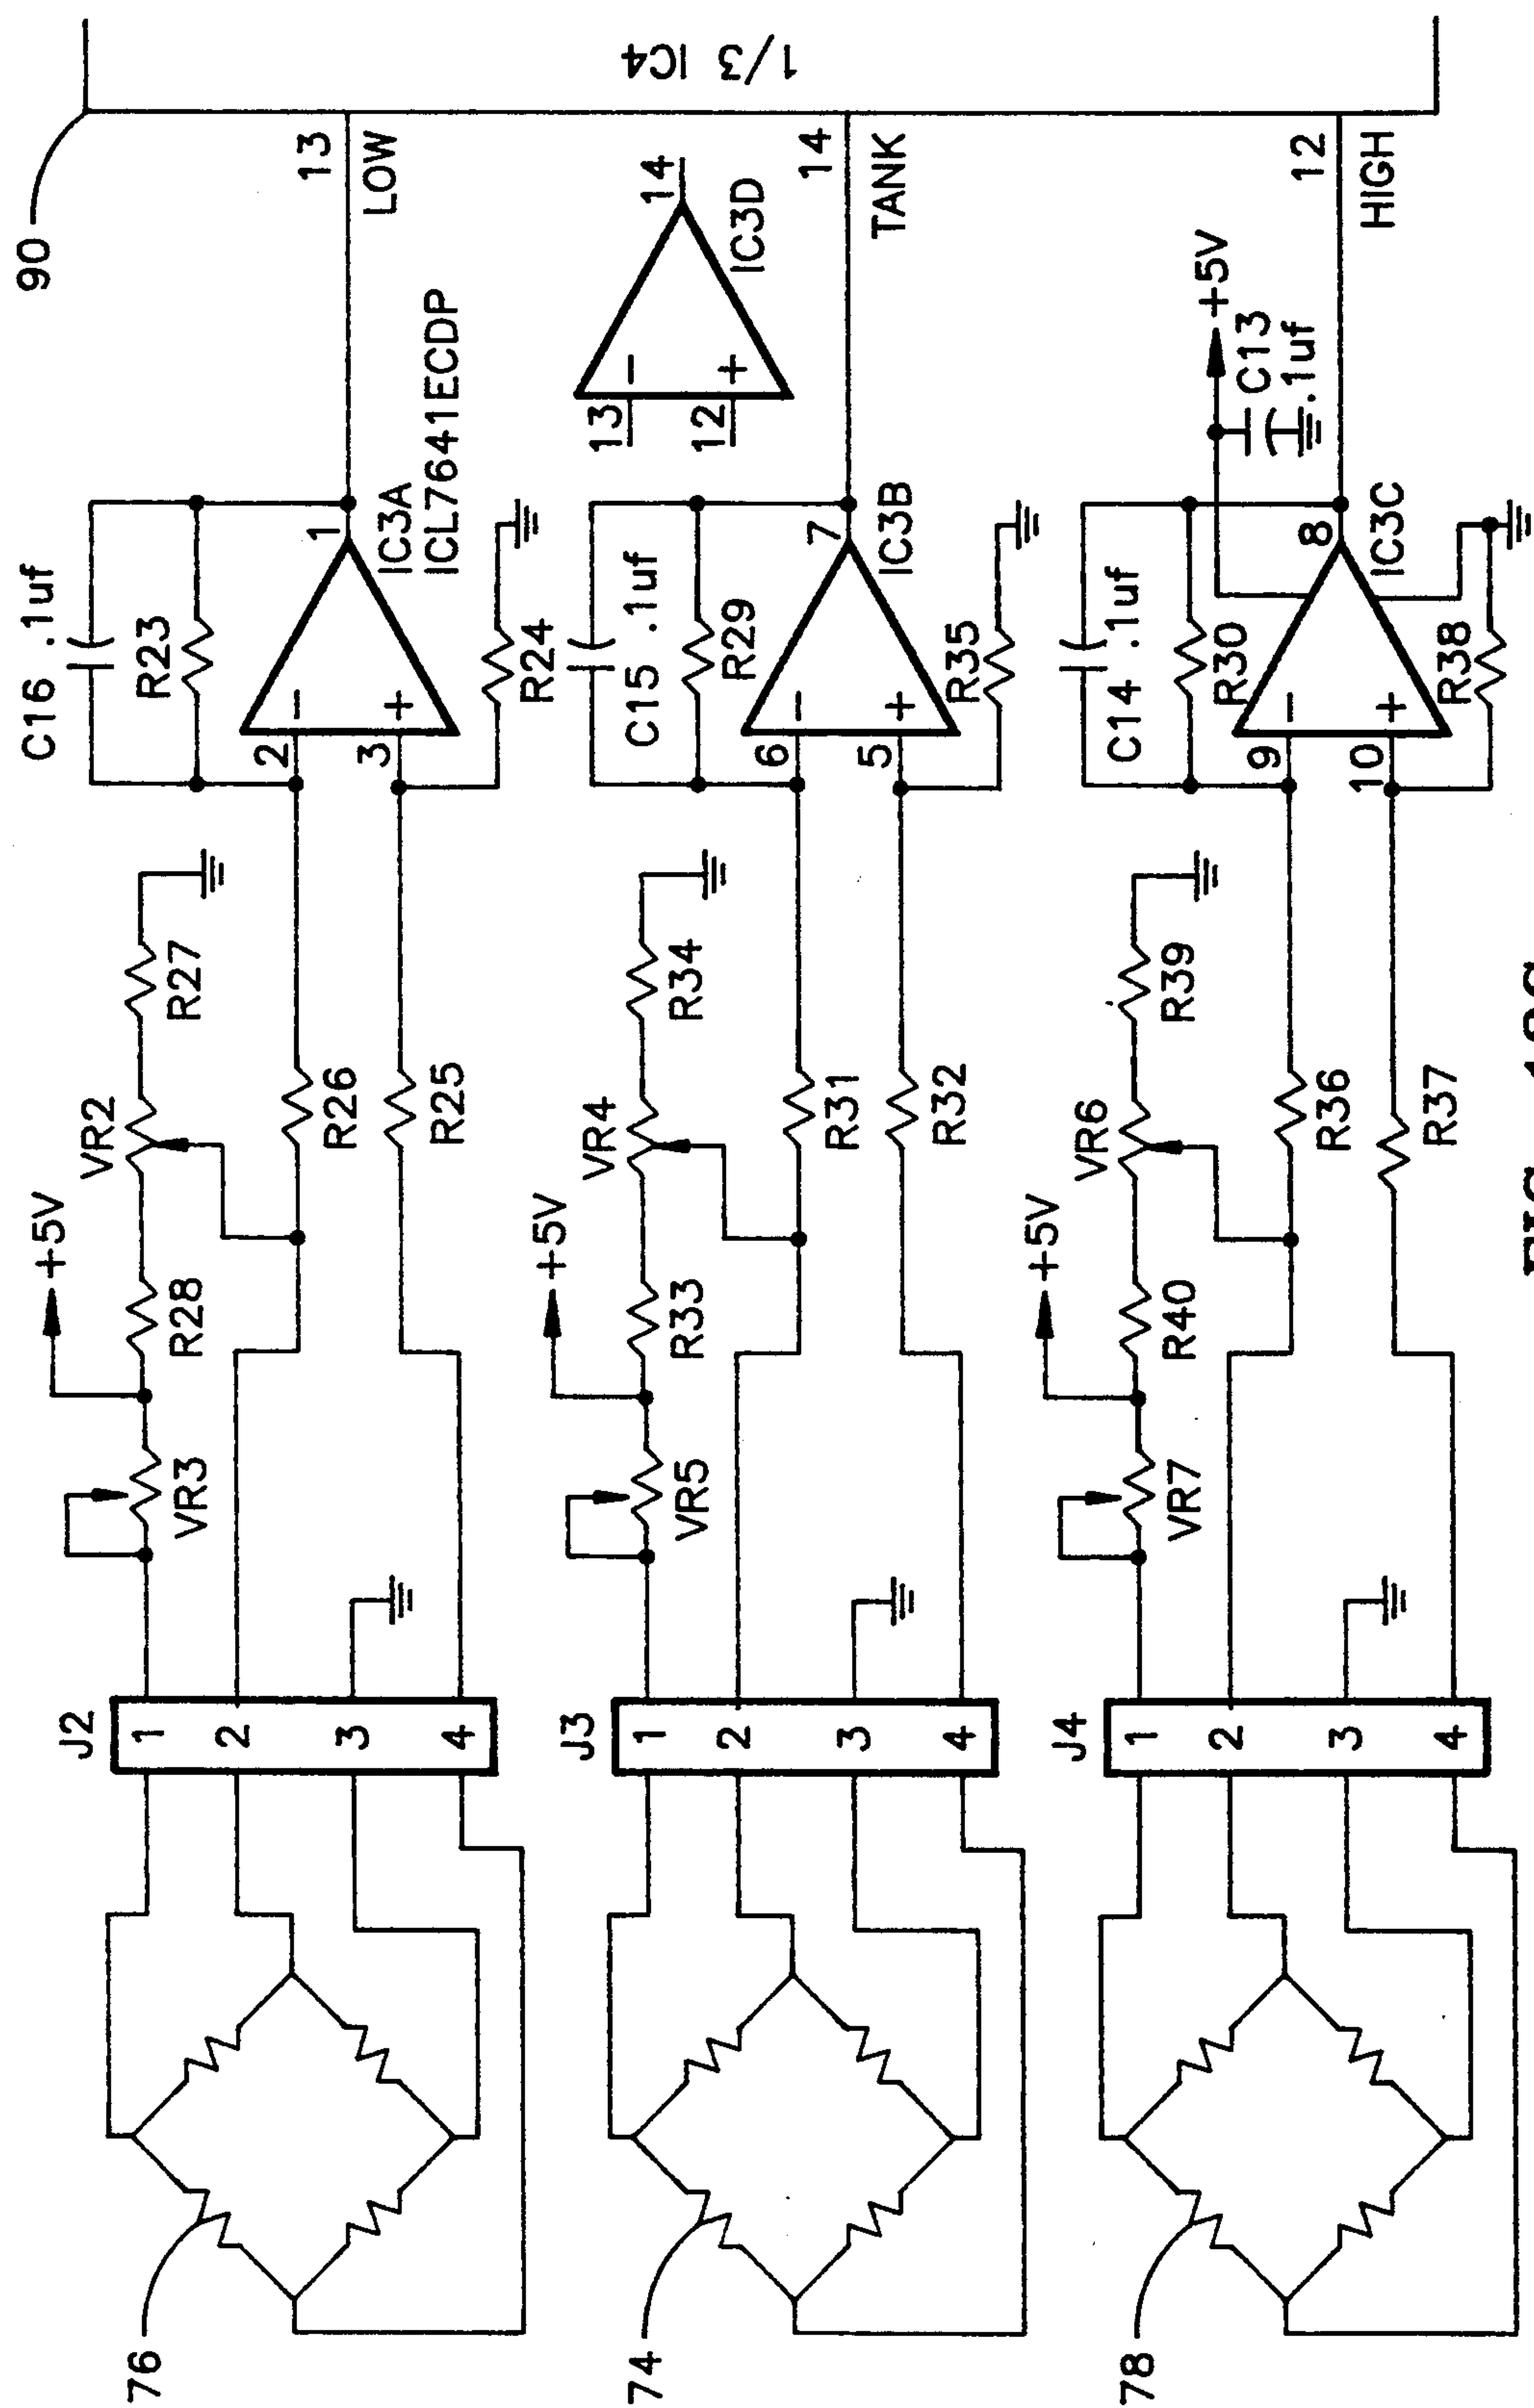 90
1/3 IC4
C16 .1uf
R23
+5V
VR2
R27
R28
VR3
J2
1
2
3
4
76
R26
R25
2
3
1
IC3A
ICL7641ECDP
R24
13
LOW
13
12
14
IC3D
C15 .1uf
R29
+5V
VR4
R34
R33
VR5
J3
1
2
3
4
74
R31
R32
6
5
7
IC3B
R35
14
TANK
C14 .1uf
R30
+5V
VR6
R39
R40
VR7
J4
1
2
3
4
78
R36
R37
9
10
8
IC3C
R38
+5V
C13
.1uf
12
HIGH